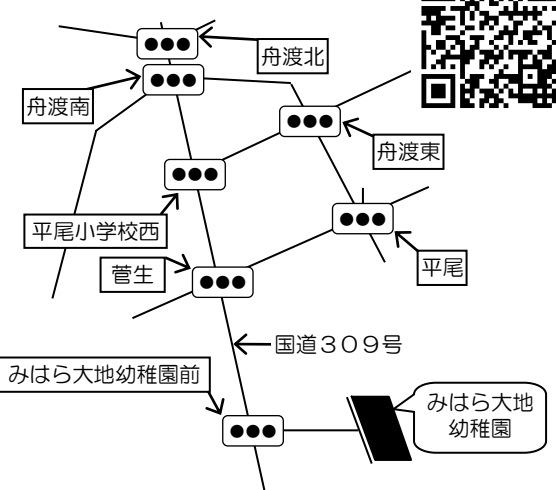 舟渡北
舟渡南
舟渡東
平尾小学校西
平尾
菅生
国道309号
みはら大地幼稚園前
みはら大地
幼稚園